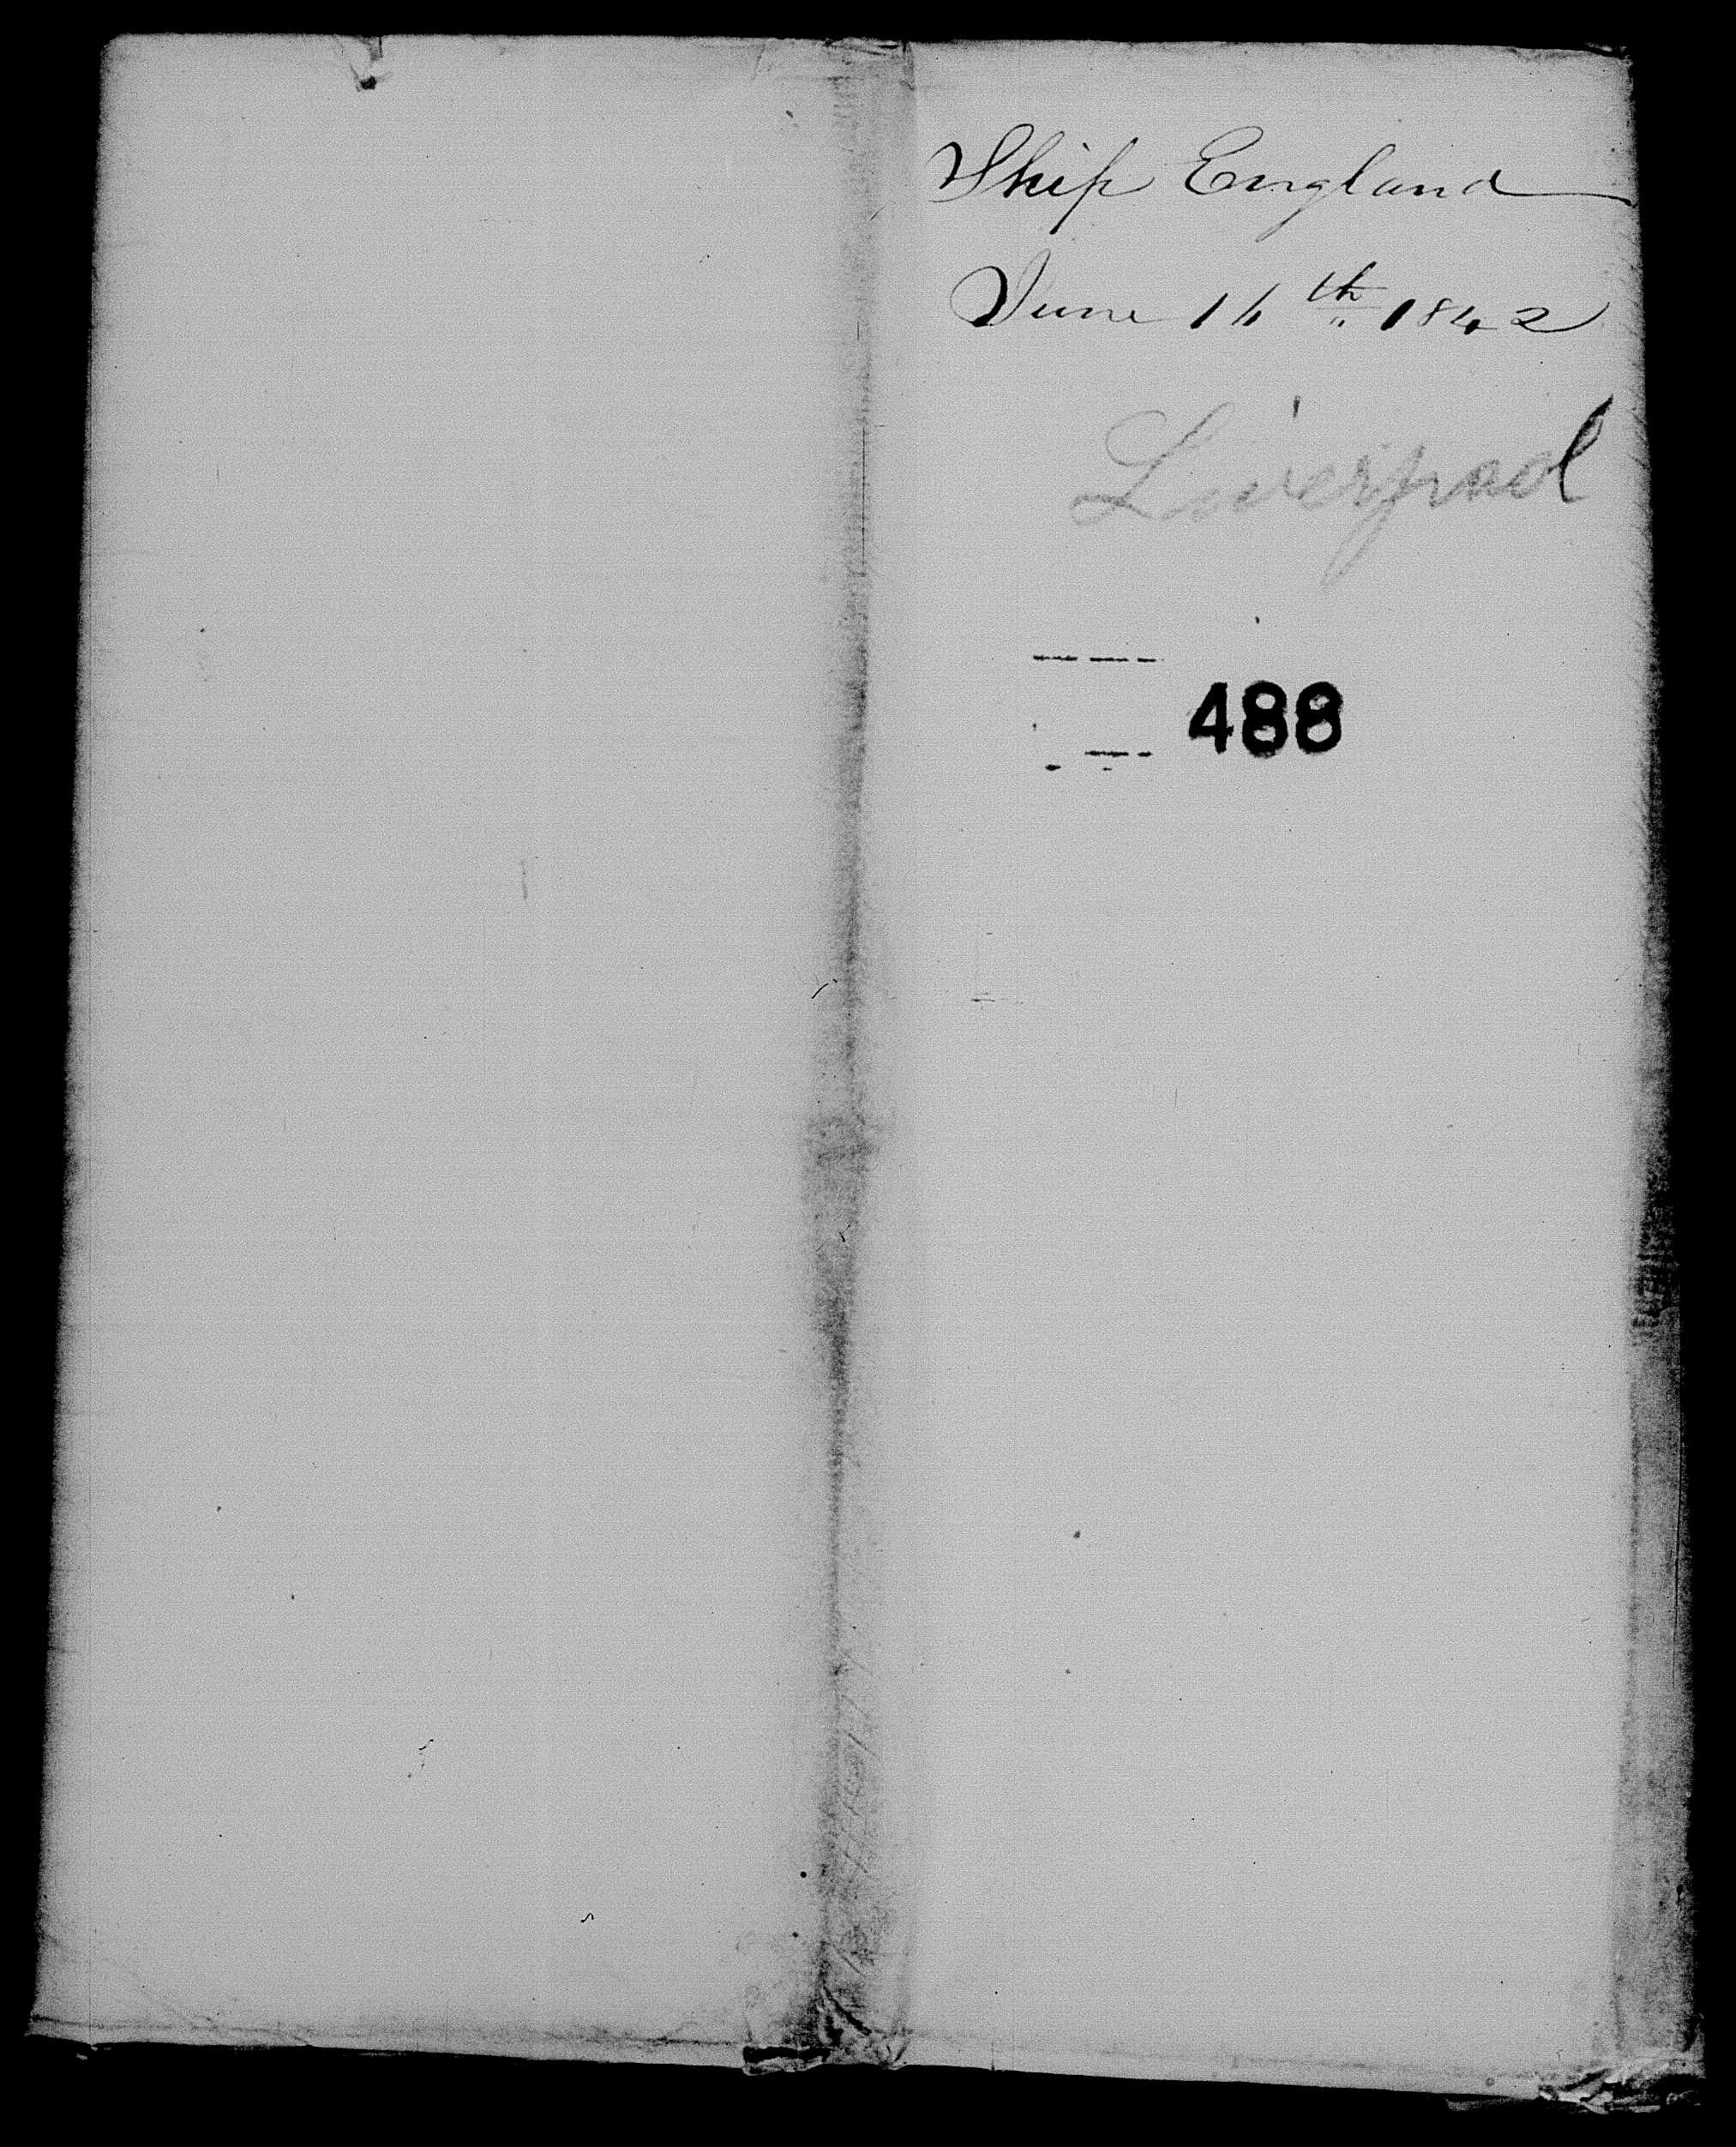 Ship England
June 16th 1842
Liverpool
488